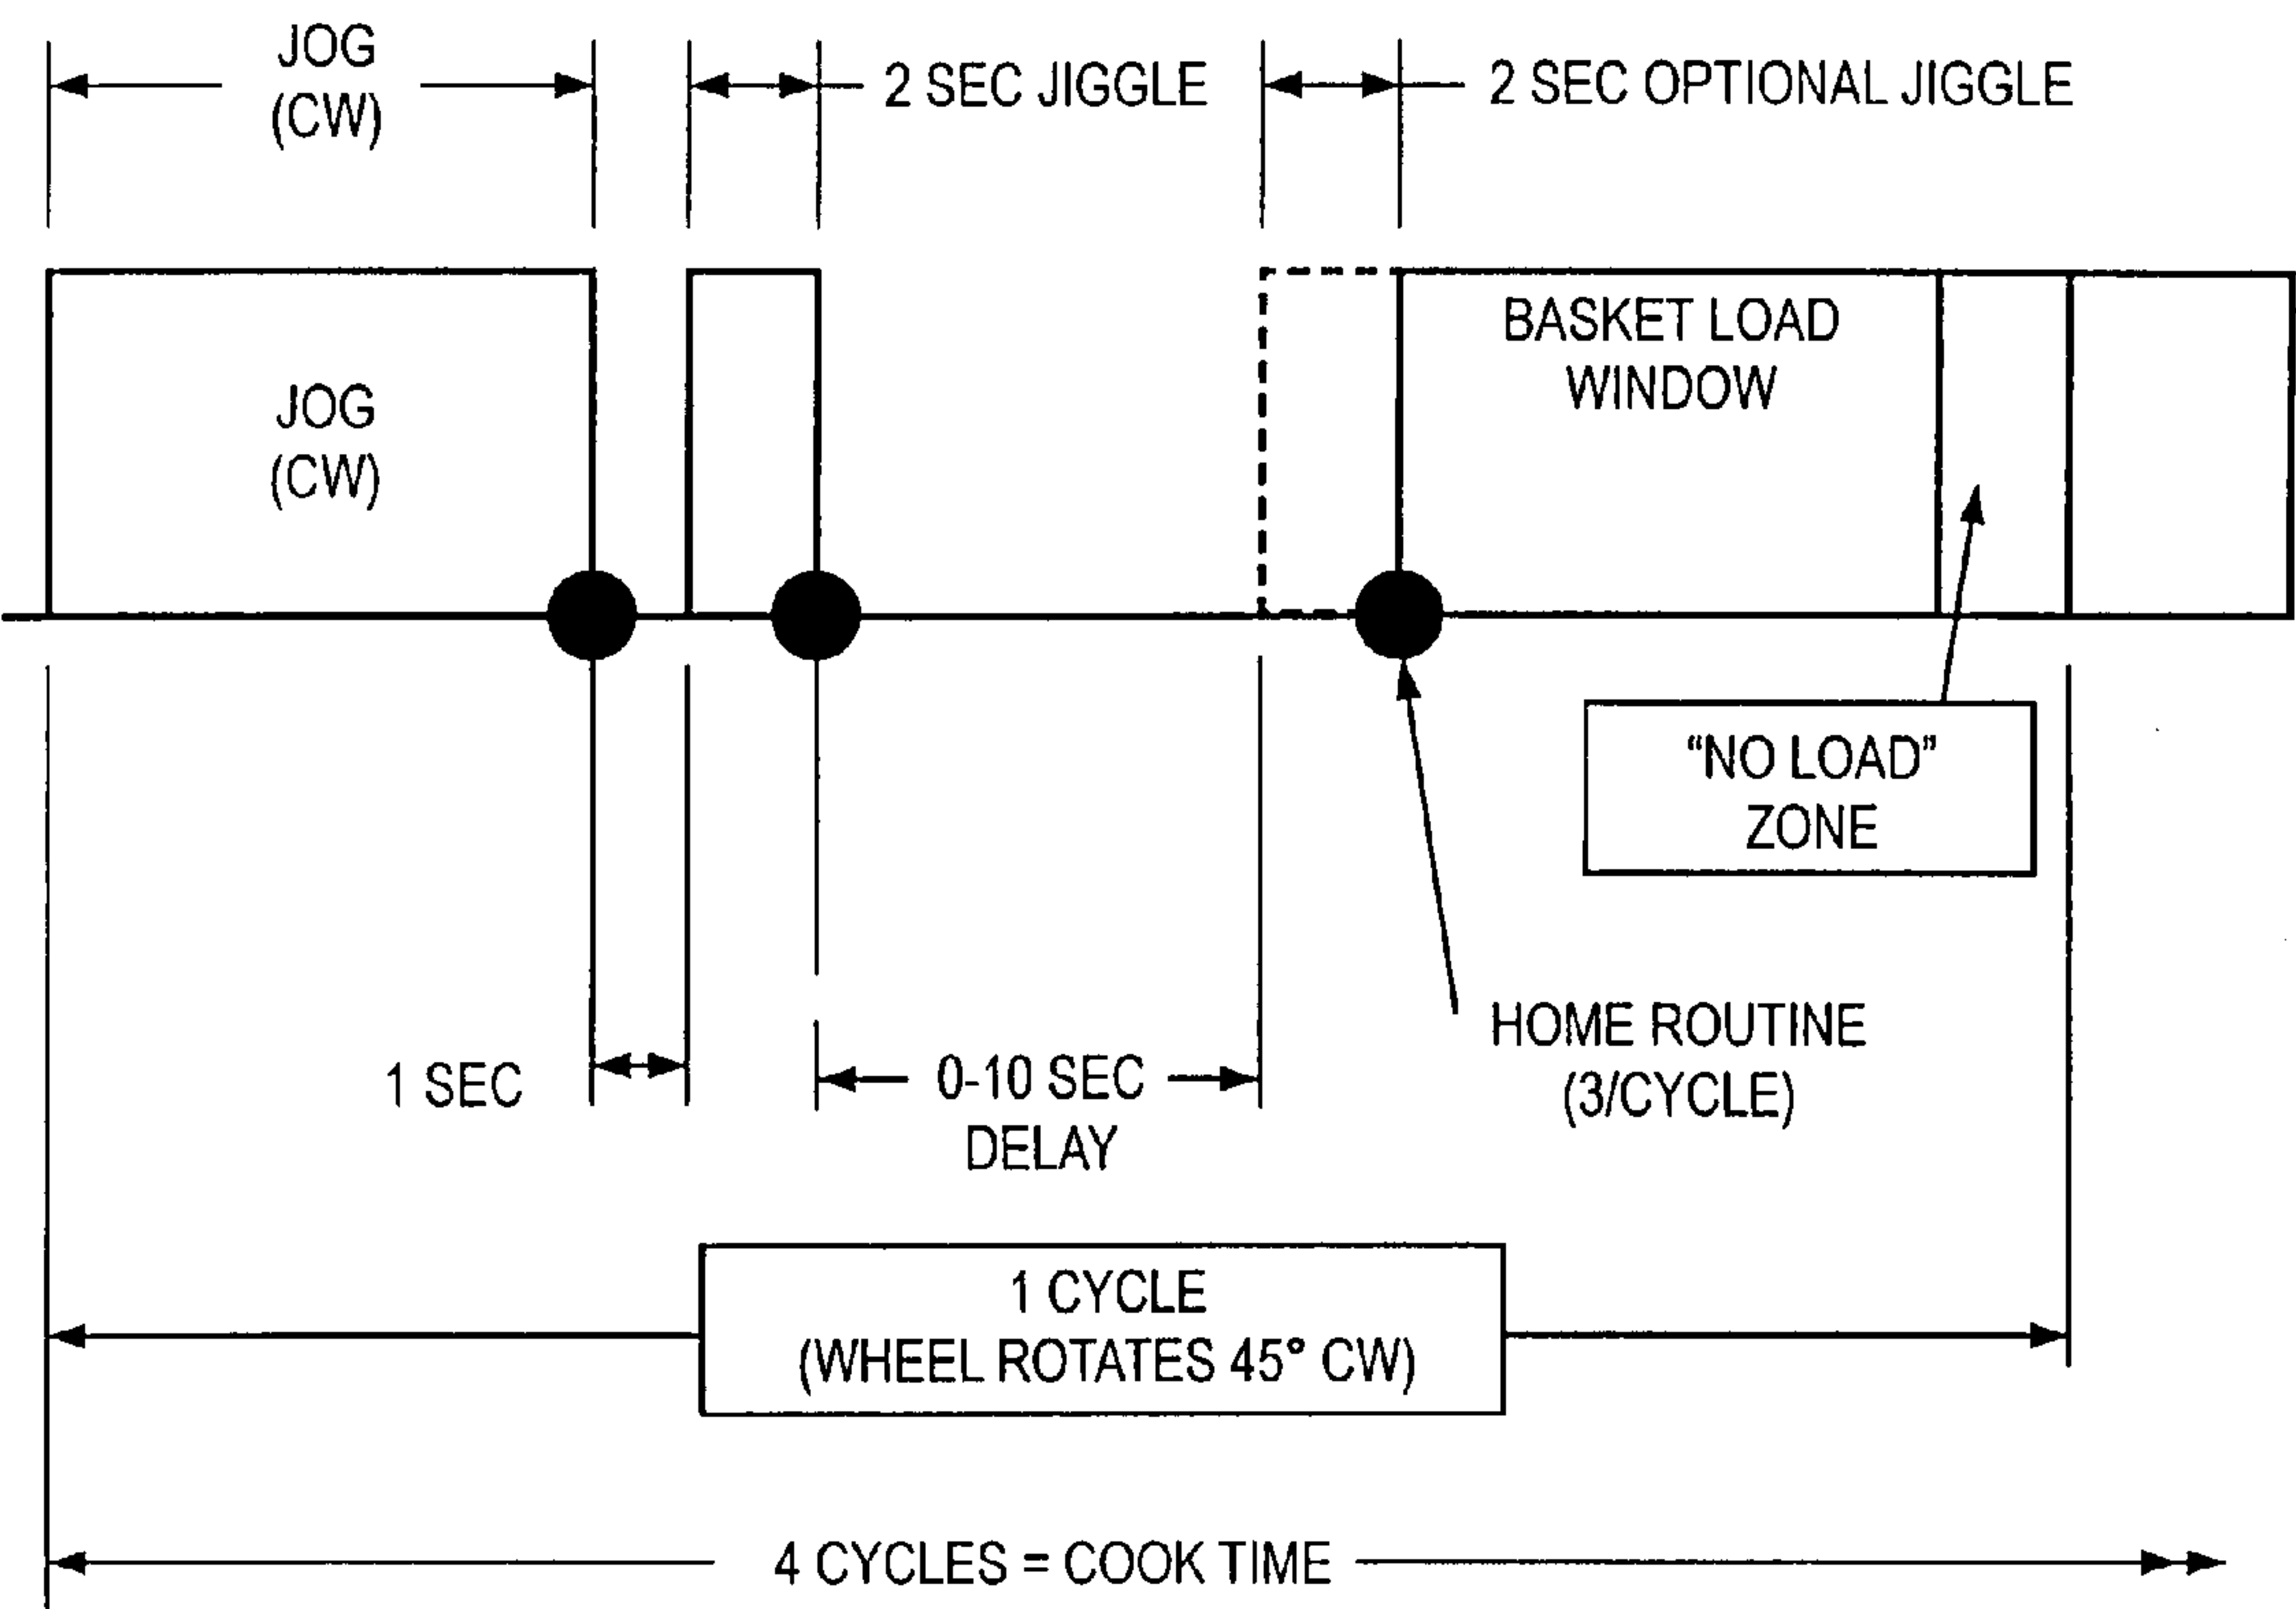 JOG
(CW)
2 SEC JIGGLE
2 SEC OPTIONAL JIGGLE
JOG
(CW)
BASKET LOAD
WINDOW
“NO LOAD”
ZONE
HOME ROUTINE
(3/CYCLE)
1 SEC
0-10 SEC
DELAY
1 CYCLE
(WHEEL ROTATES 45° CW)
4 CYCLES = COOK TIME